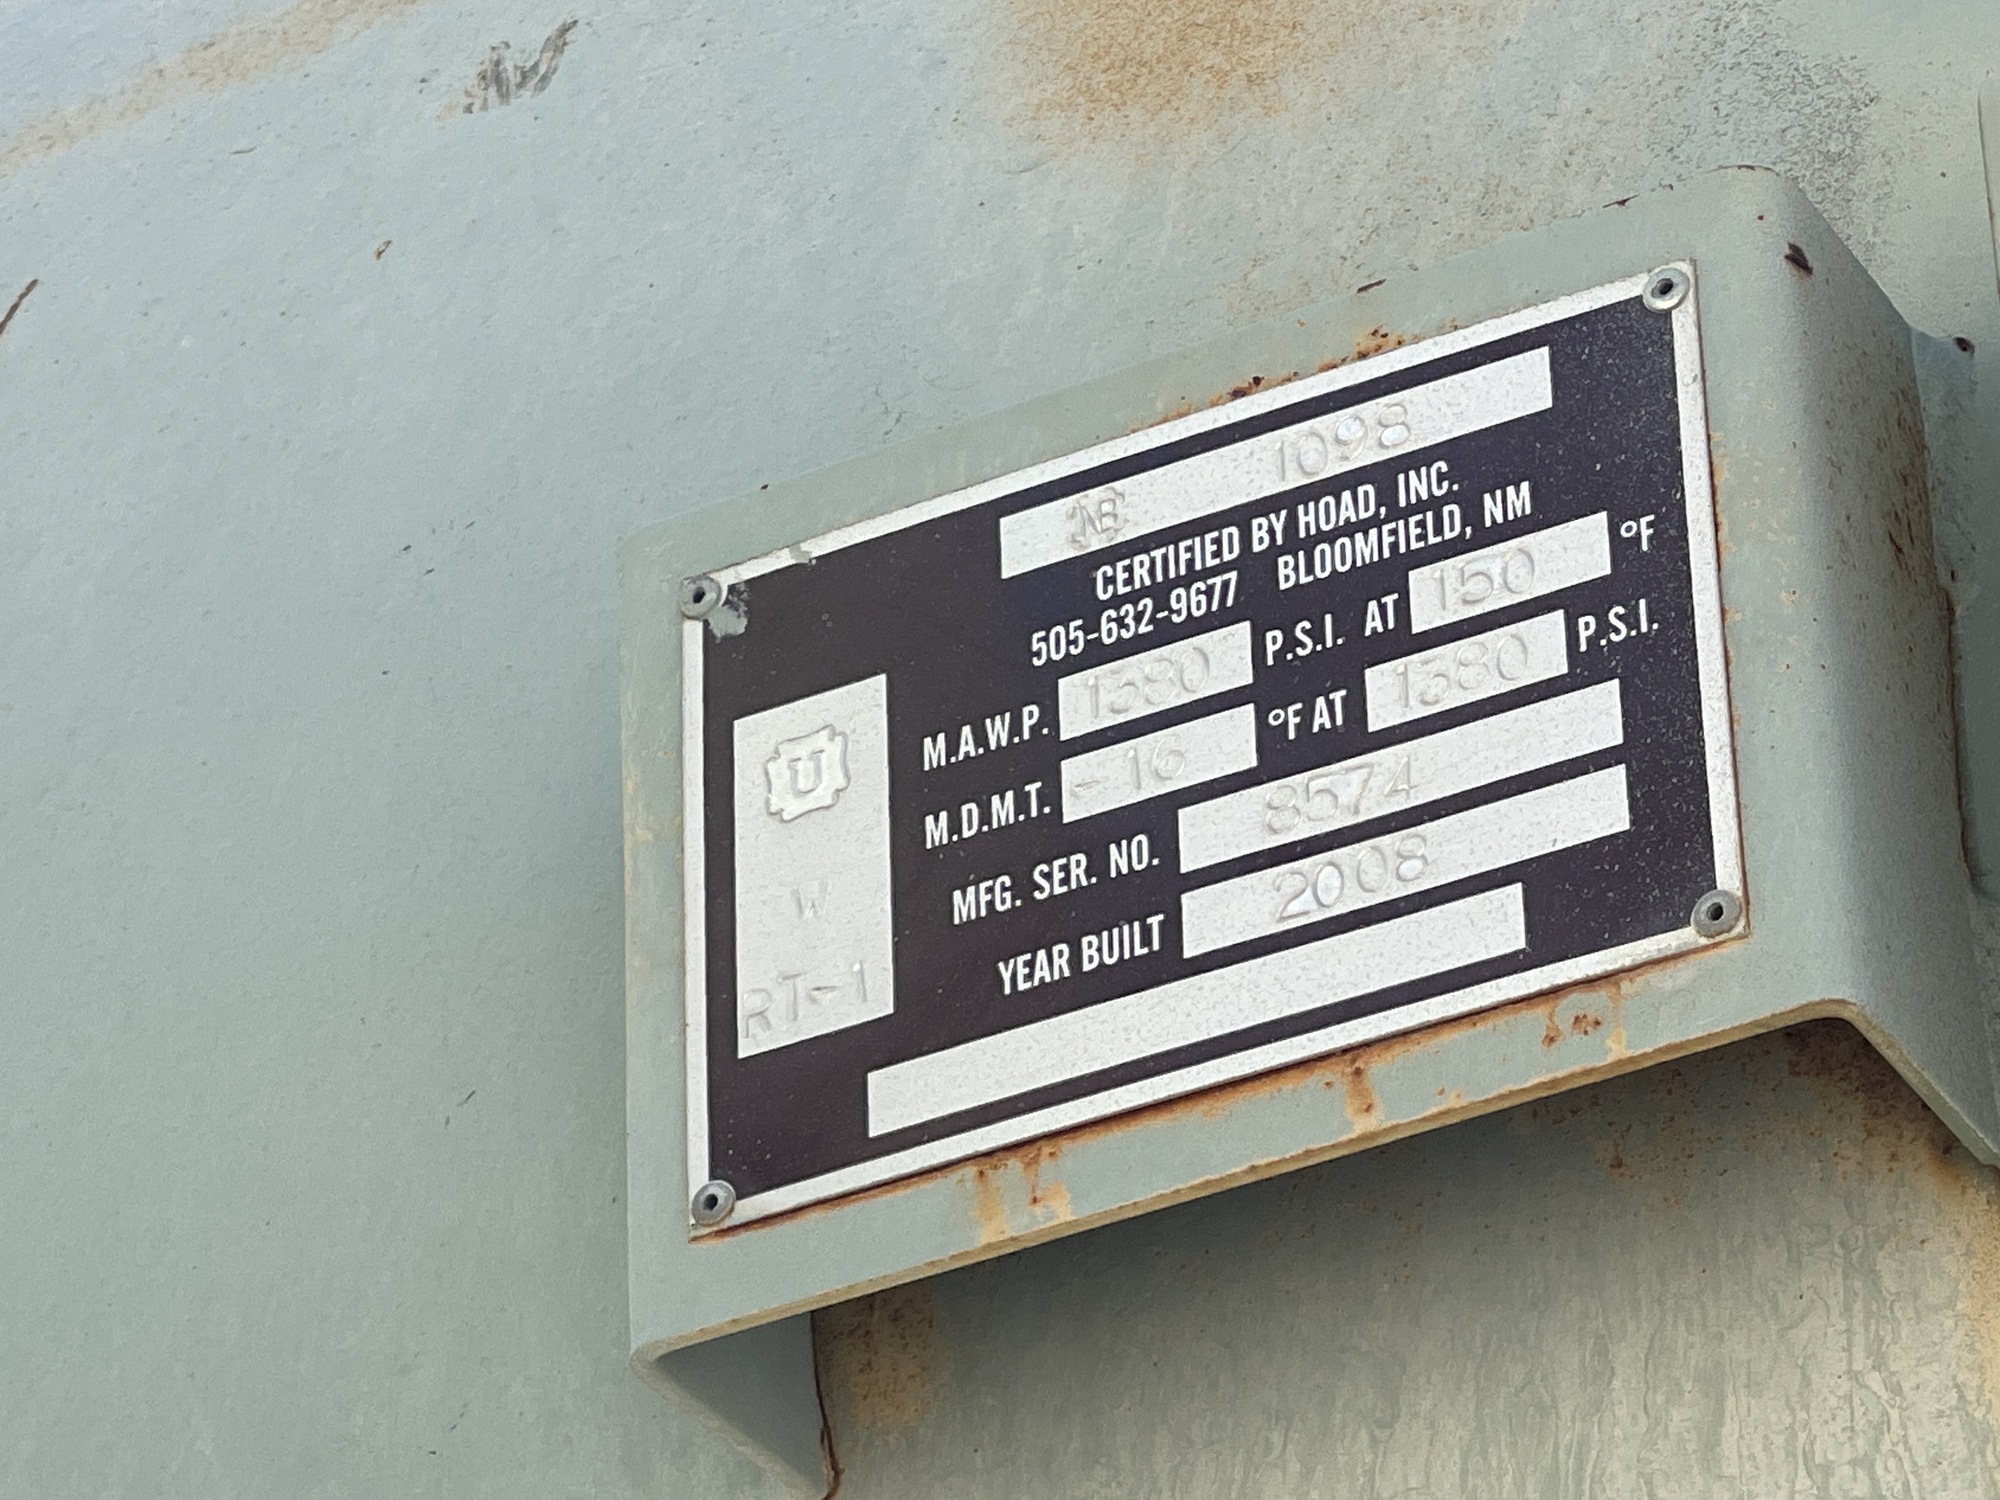 NB 1098
CERTIFIED BY HOAD, INC.
505-632-9677 BLOOMFIELD, NM
M.A.W.P. 1380 P.S.I. AT 150 °F
M.D.M.T. -16 °F AT 1380 P.S.I.
MFG. SER. NO. 8574
YEAR BUILT 2008
U
W
RT-1